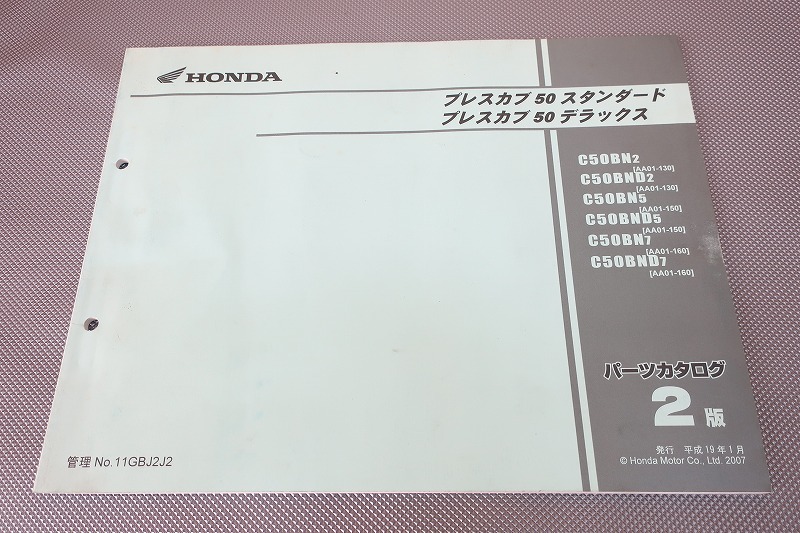 HONDA
プレスカブ 50 スタンダード
プレスカブ 50 デラックス
C50BN2
[AA01-130]
C50BND2
[AA01-130]
C50BN5
[AA01-150]
C50BND5
[AA01-150]
C50BN7
[AA01-160]
C50BND7
[AA01-160]
パーツカタログ
2版
発行 平成19年1月
© Honda Motor Co., Ltd. 2007
管理 No.11GBJ2J2